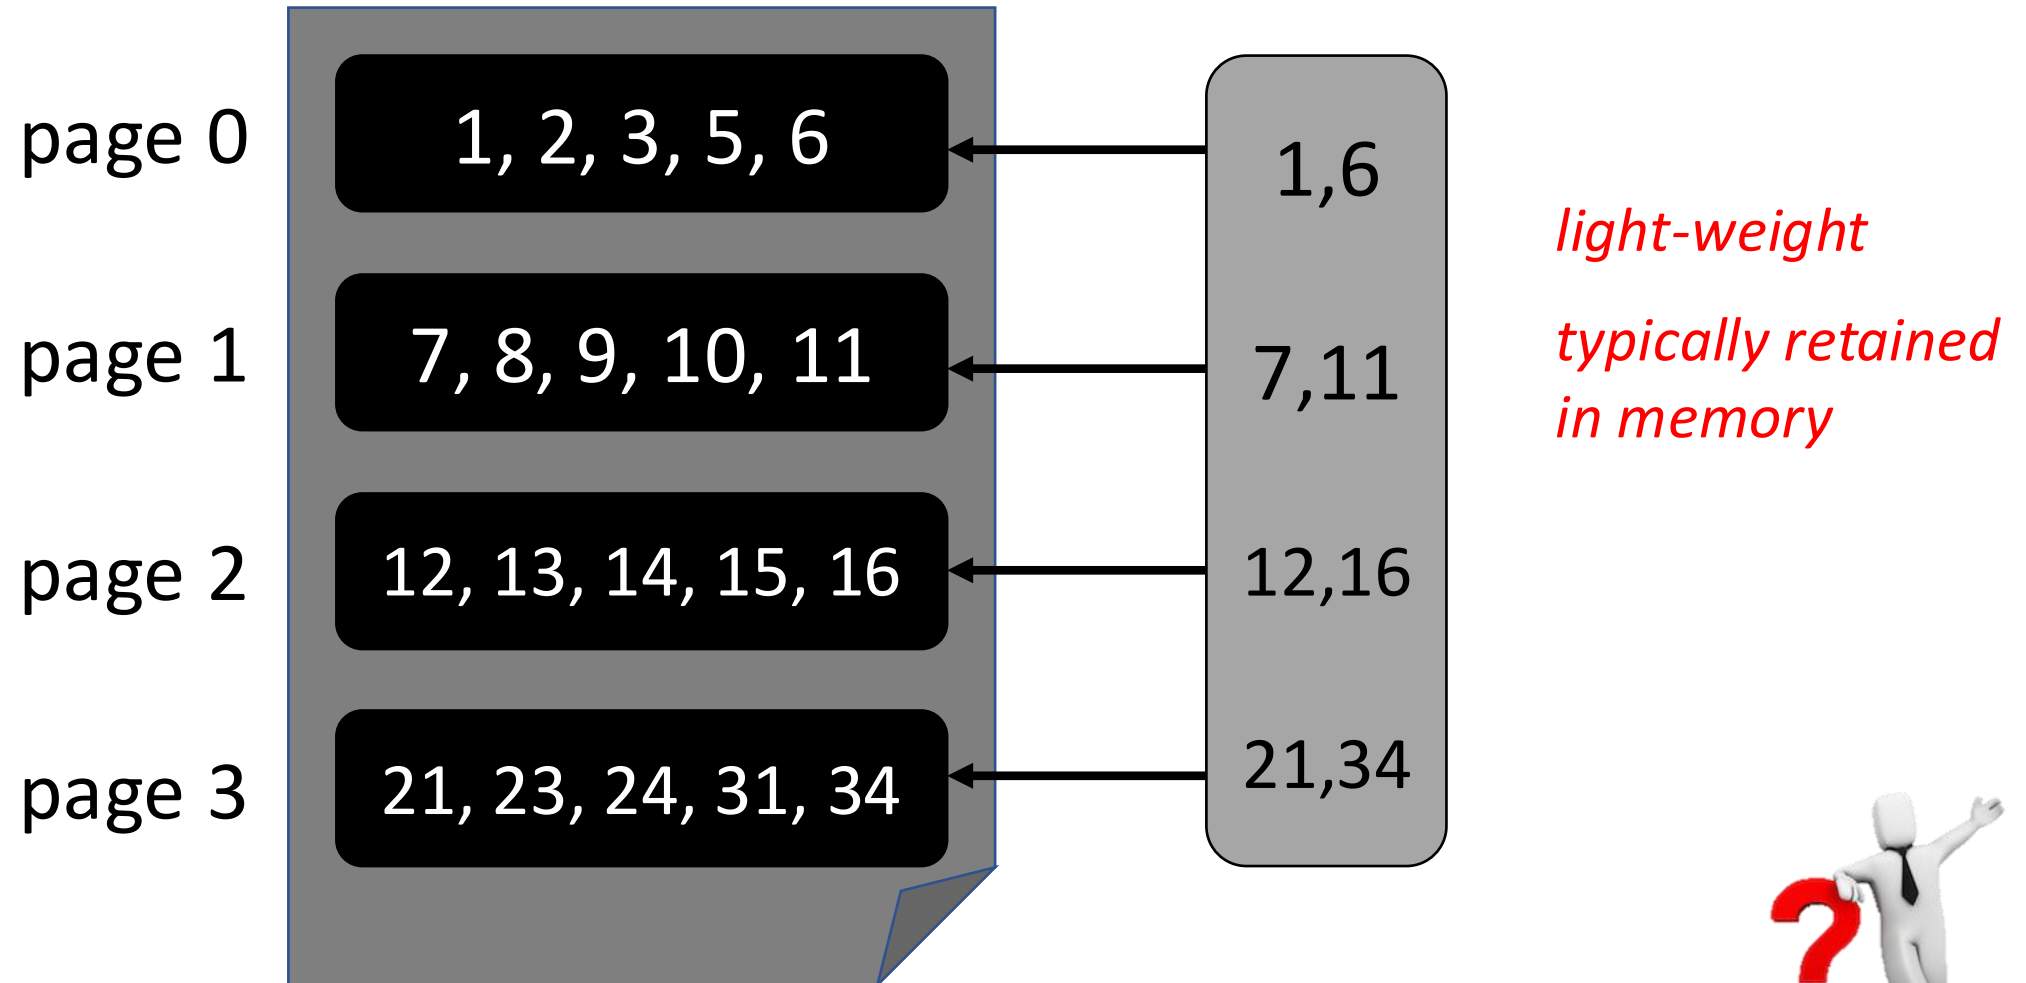 page 0
1, 2, 3, 5, 6
1,6
light-weight
page 1
7, 8, 9, 10, 11
7,11
typically retained
in memory
page 2
12, 13, 14, 15, 16
12,16
page 3
21, 23, 24, 31, 34
21,34
?